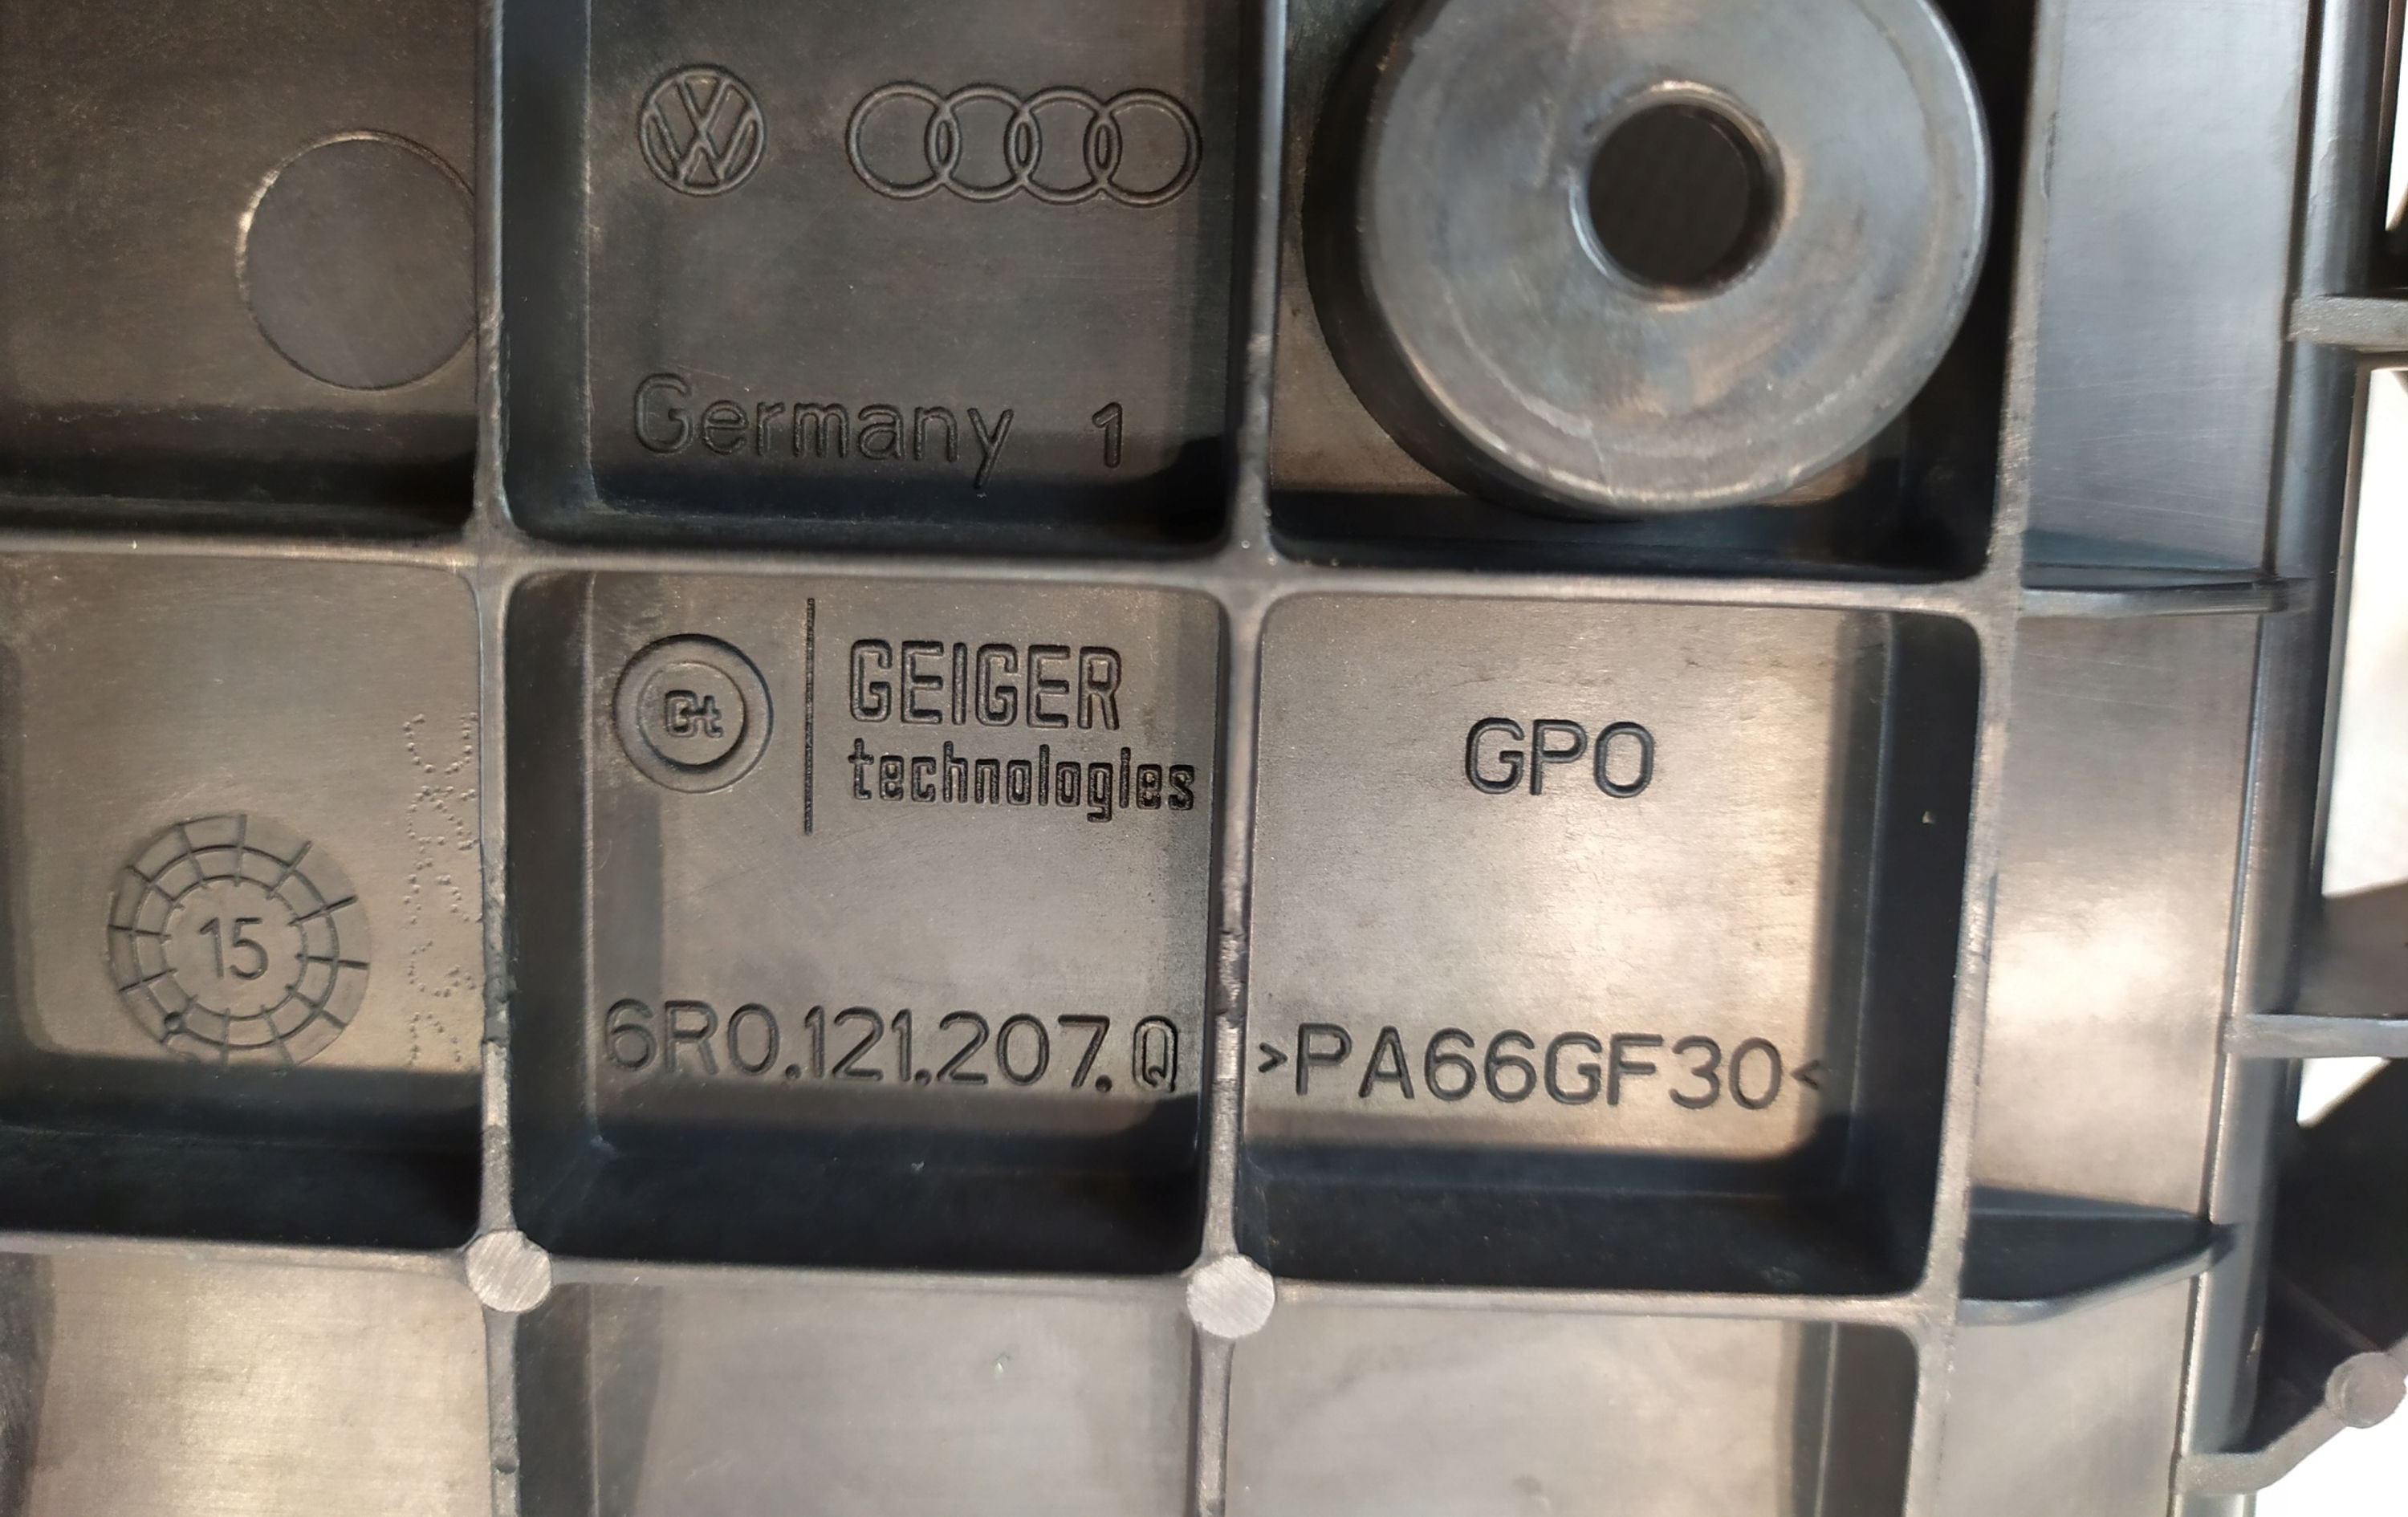 Germany 1
Gt
GEIGER
technologies
GPO
15
6R0.121.207.Q
>PA66GF30<